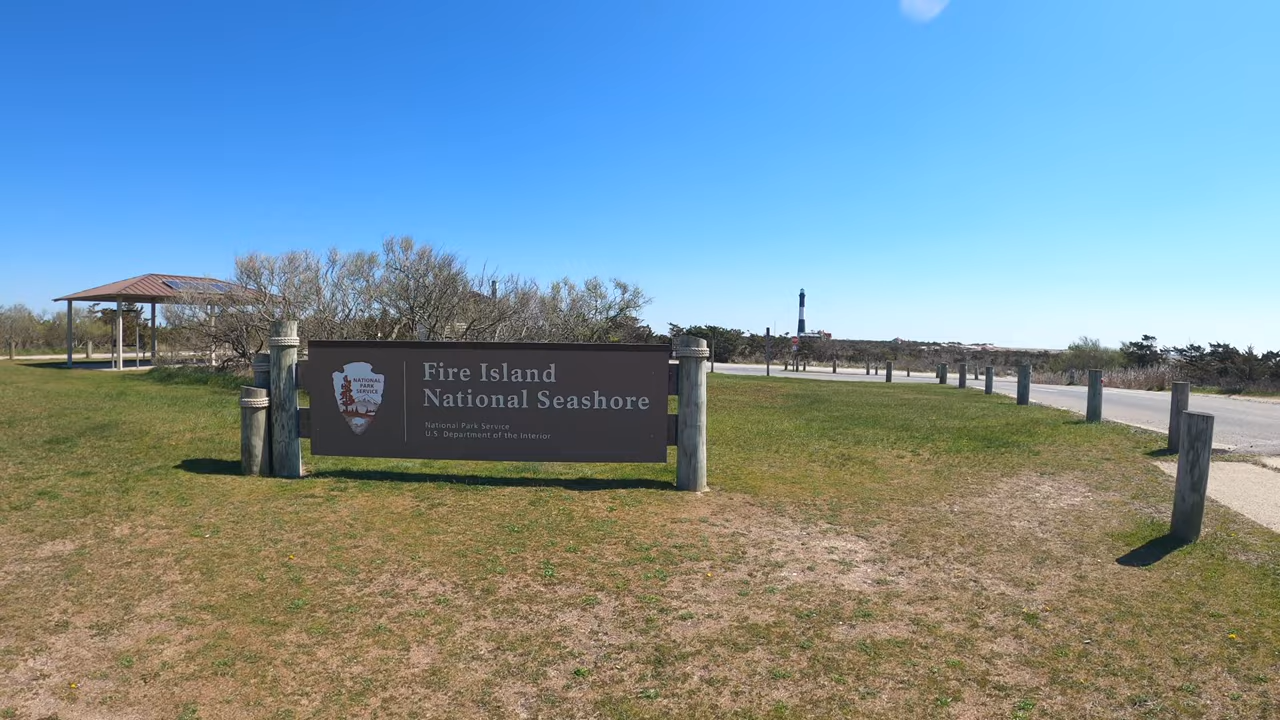 NATIONAL
PARK
SERVICE
Fire Island
National Seashore
National Park Service
U.S. Department of the Interior